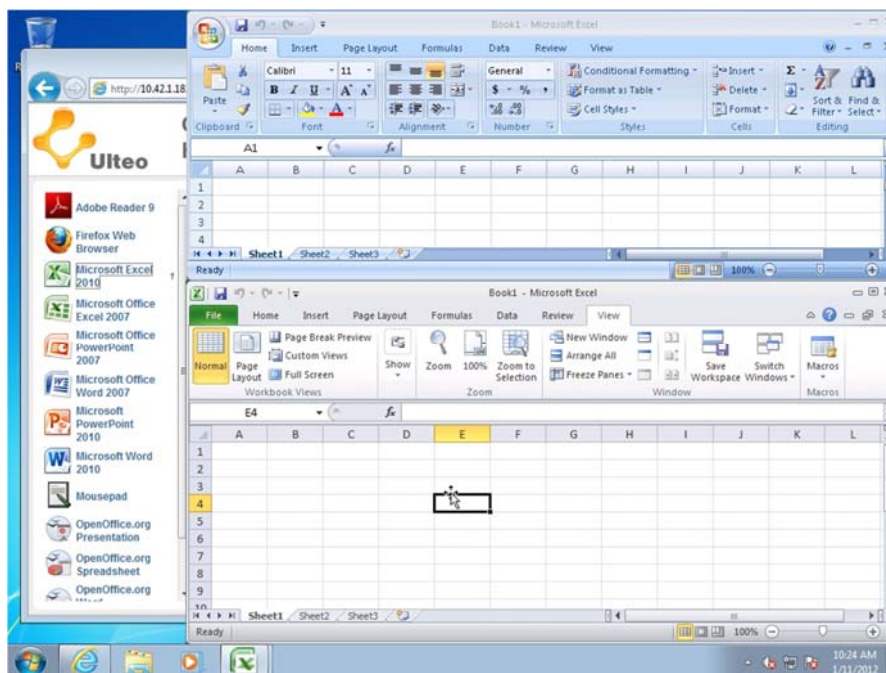 http://10.42.1.18
Ulteo
Adobe Reader 9
Firefox Web
Browser
Microsoft Excel
2010
Microsoft Office
Excel 2007
Microsoft Office
PowerPoint
2007
Microsoft Office
Word 2007
Microsoft
PowerPoint
2010
Microsoft Word
2010
Mousepad
OpenOffice.org
Presentation
OpenOffice.org
Spreadsheet
OpenOffice.org
Book1 - Microsoft Excel
Home Insert Page Layout Formulas Data Review View
Paste
Calibri 11
B I U A A
A
General
$ % ,
Conditional Formatting
Format as Table
Cell Styles
Insert
Delete
Format
Σ
Sort & Filter
Find & Select
Clipboard Font Alignment Number Styles Cells Editing
A1 fx
A B C D E F G H I J K L
1
2
3
4
Sheet1 Sheet2 Sheet3
Ready 100%
Book1 - Microsoft Excel
File Home Insert Page Layout Formulas Data Review View
Normal
Page Layout
Page Break Preview
Custom Views
Full Screen
Show
Zoom
100%
Zoom to Selection
New Window
Arrange All
Freeze Panes
Save Workspace
Switch Windows
Macros
Workbook Views Zoom Window Macros
E4 fx
A B C D E F G H I J K L
1
2
3
4
5
6
7
8
9
10
Sheet1 Sheet2 Sheet3
Ready 100%
10:24 AM
1/11/2012